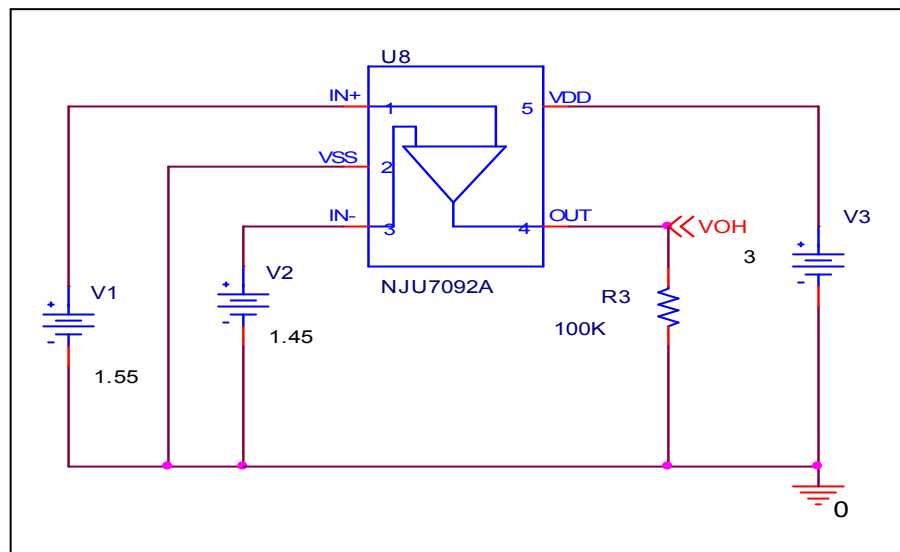 U8
IN+
1
5
VDD
VSS
2
IN-
3
4
OUT
VOH
V3
3
V2
NJU7092A
V1
R3
100K
1.45
1.55
+
-
+
-
+
-
0